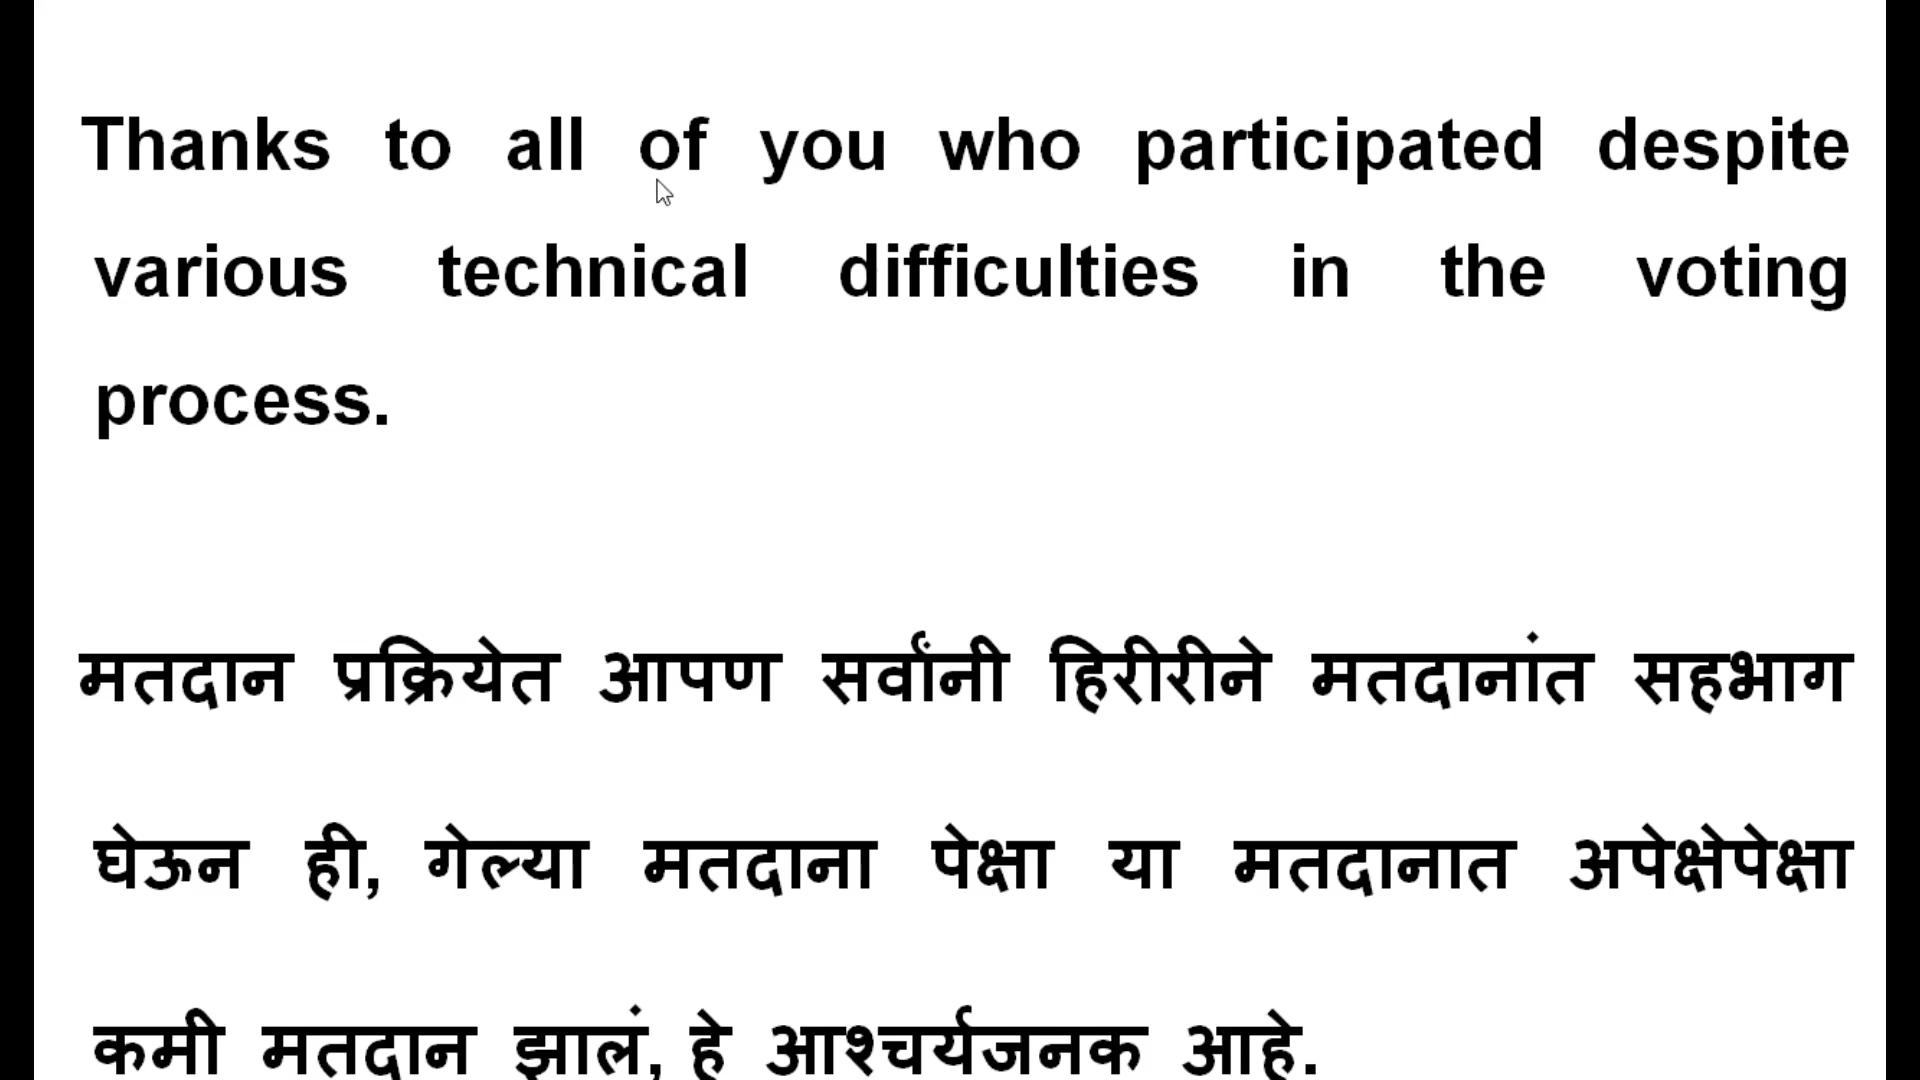 Thanks to all of you who participated despite
various technical difficulties in the voting
process.
मतदान प्रक्रियेत आपण सर्वांनी हिरीरीने मतदानांत सहभाग
घेऊन ही, गेल्या मतदाना पेक्षा या मतदानात अपेक्षेपेक्षा
कमी मतदान झालं, हे आश्चर्यजनक आहे.